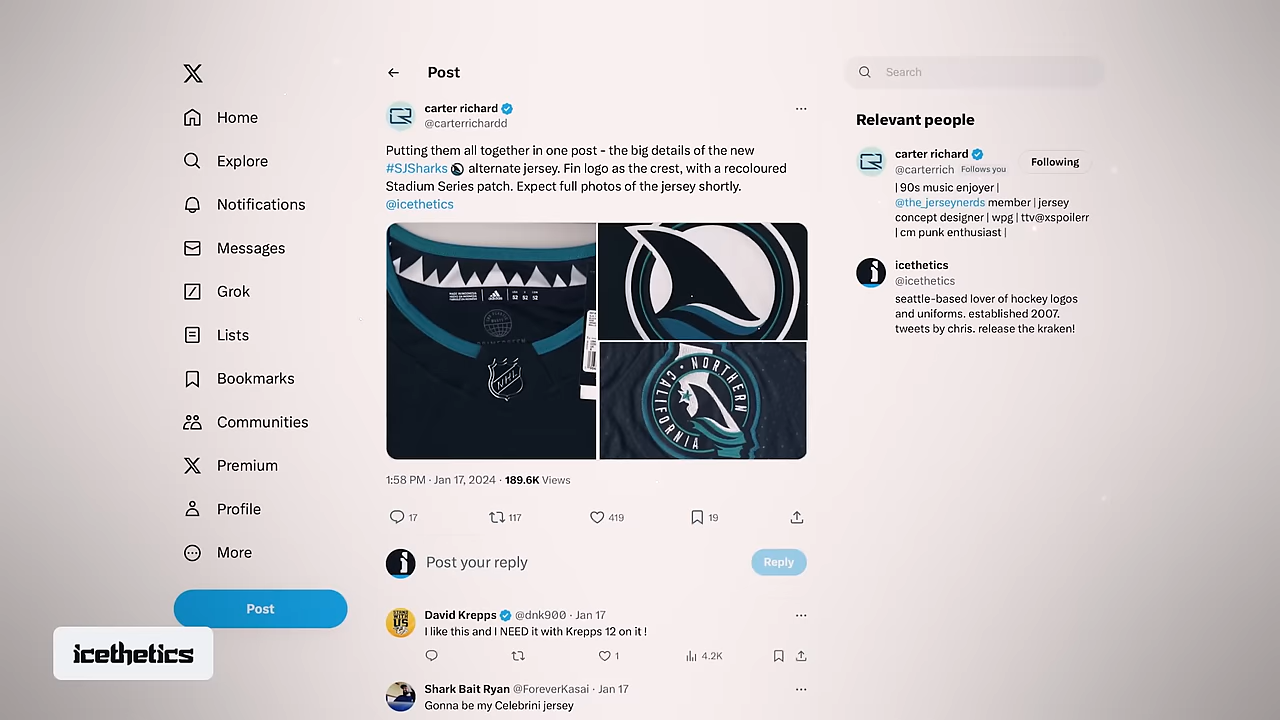 Post
Search
carter richard
@carterrichardd
Putting them all together in one post - the big details of the new
#SJSharks alternate jersey. Fin logo as the crest, with a recoloured
Stadium Series patch. Expect full photos of the jersey shortly.
@icethetics
52 52 52
NHL
NORTHERN
CALIFORNIA
1:58 PM · Jan 17, 2024 · 189.6K Views
17
117
419
19
Post your reply
Reply
David Krepps @dnk900 · Jan 17
I like this and I NEED it with Krepps 12 on it !
1
4.2K
Shark Bait Ryan @ForeverKasai · Jan 17
Gonna be my Celebrini jersey
Home
Explore
Notifications
Messages
Grok
Lists
Bookmarks
Communities
Premium
Profile
More
Post
icethetics
Relevant people
carter richard
@carterrich Follows you
Following
| 90s music enjoyer |
@the_jerseynerds member | jersey
concept designer | wpg | ttv@xspoilerr
| cm punk enthusiast |
icethetics
@icethetics
seattle-based lover of hockey logos
and uniforms. established 2007.
tweets by chris. release the kraken!